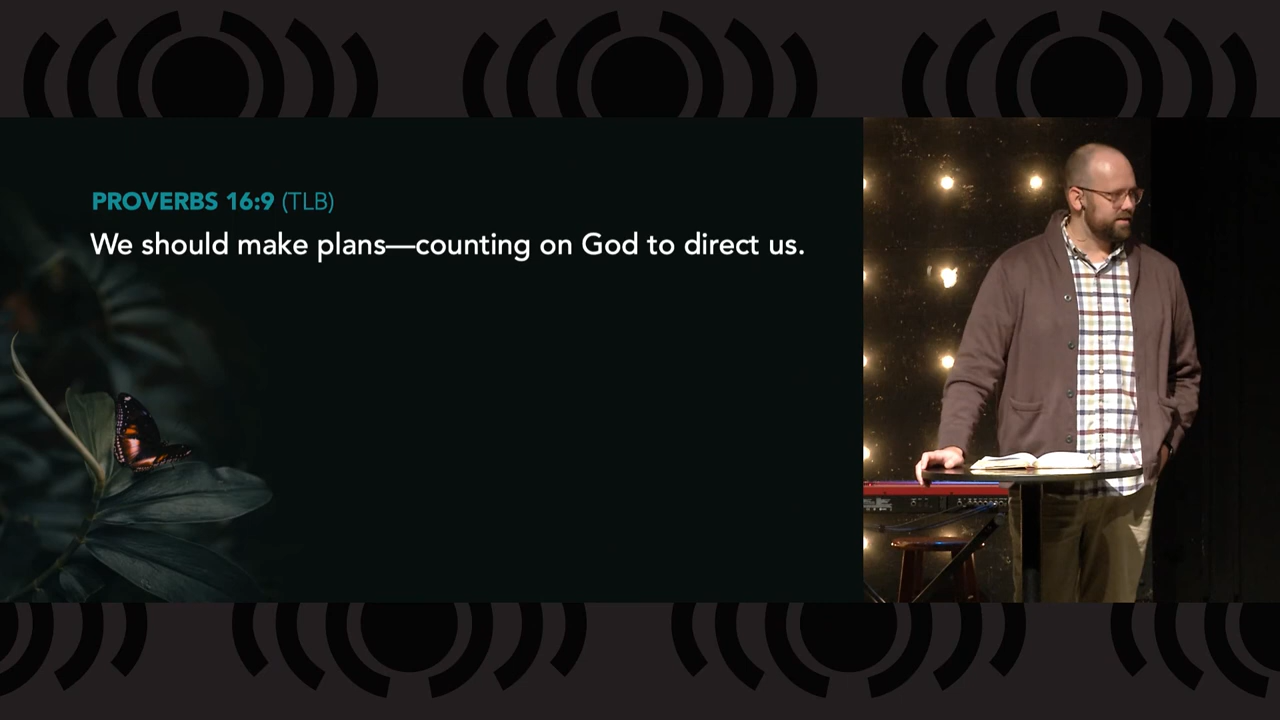 PROVERBS 16:9 (TLB)
We should make plans—counting on God to direct us.